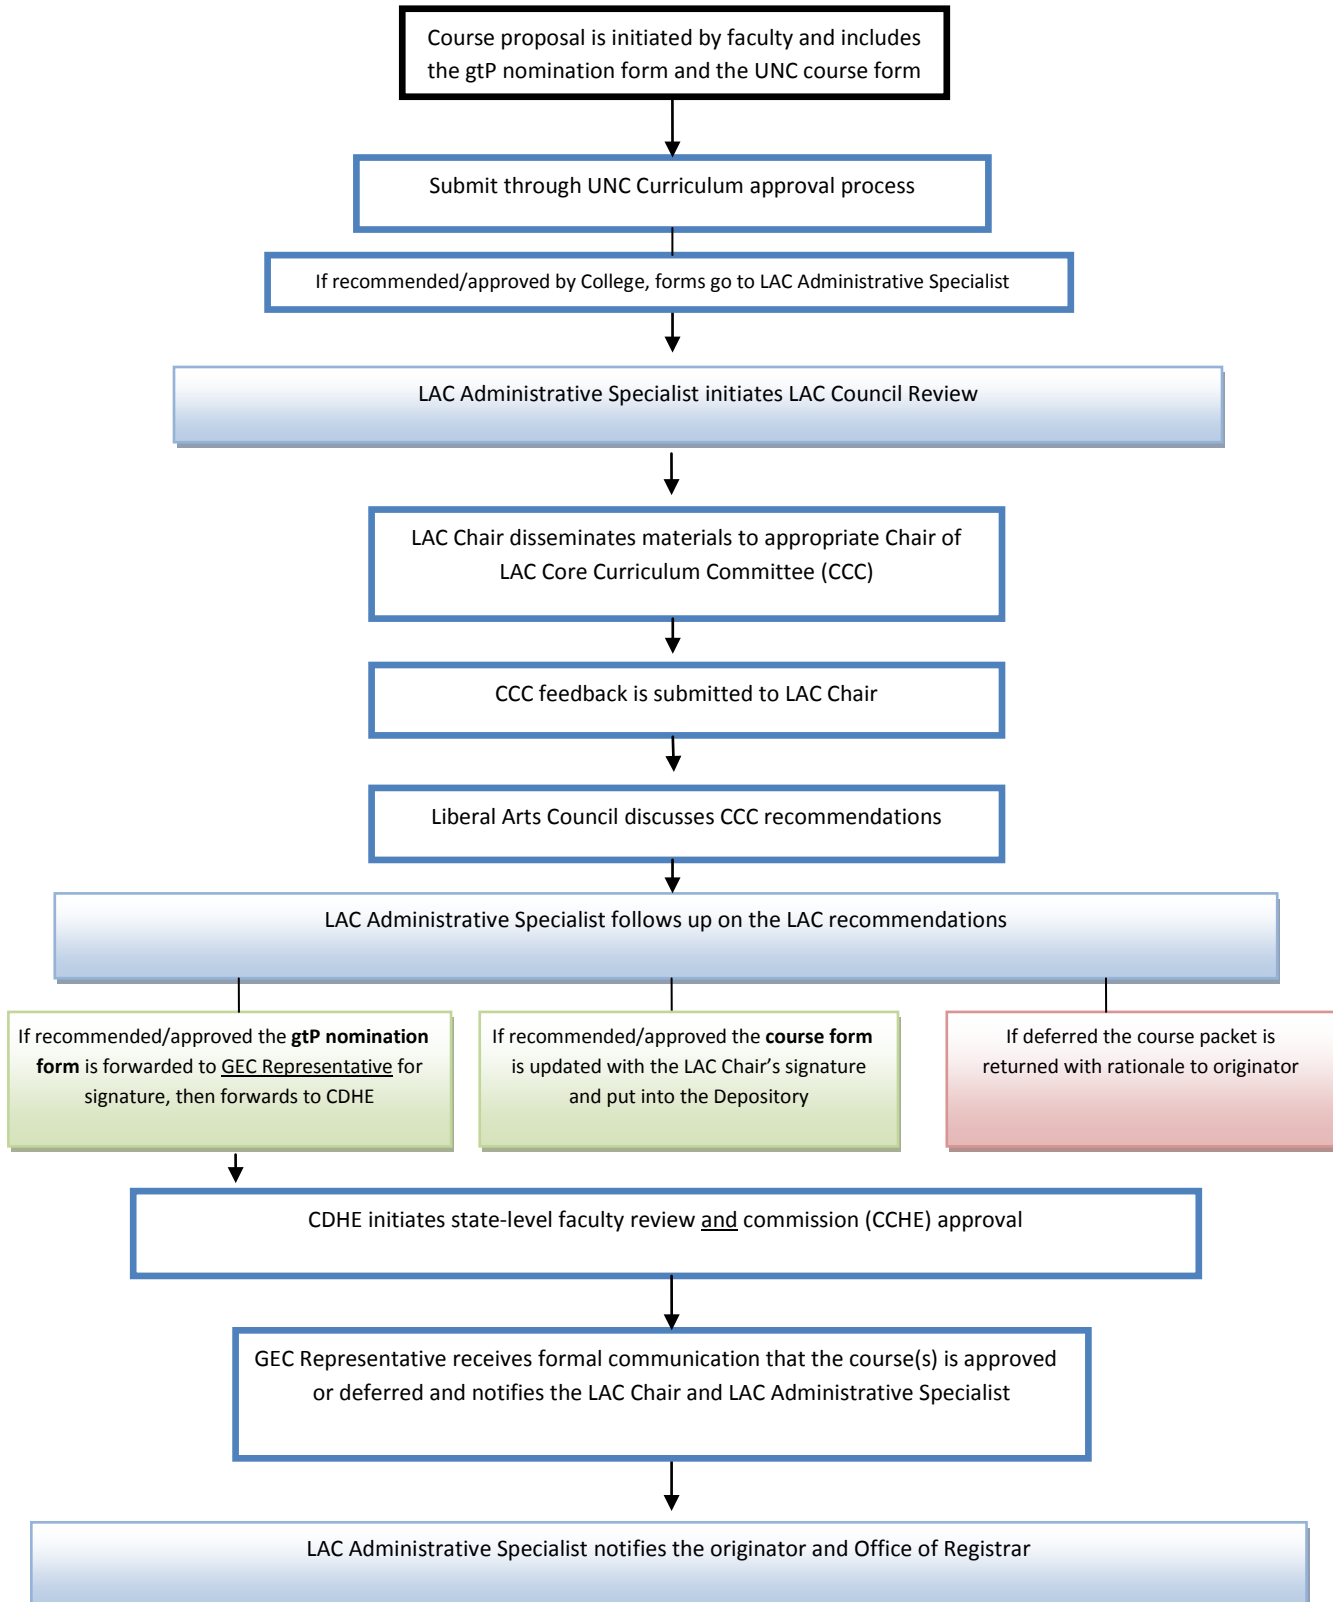 Course proposal is initiated by faculty and includes
the gtP nomination form and the UNC course form
Submit through UNC Curriculum approval process
If recommended/approved by College, forms go to LAC Administrative Specialist
LAC Administrative Specialist initiates LAC Council Review
LAC Chair disseminates materials to appropriate Chair of
LAC Core Curriculum Committee (CCC)
CCC feedback is submitted to LAC Chair
Liberal Arts Council discusses CCC recommendations
LAC Administrative Specialist follows up on the LAC recommendations
If recommended/approved the gtP nomination
form is forwarded to GEC Representative for
signature, then forwards to CDHE
If recommended/approved the course form
is updated with the LAC Chair’s signature
and put into the Depository
If deferred the course packet is
returned with rationale to originator
CDHE initiates state-level faculty review and commission (CCHE) approval
GEC Representative receives formal communication that the course(s) is approved
or deferred and notifies the LAC Chair and LAC Administrative Specialist
LAC Administrative Specialist notifies the originator and Office of Registrar